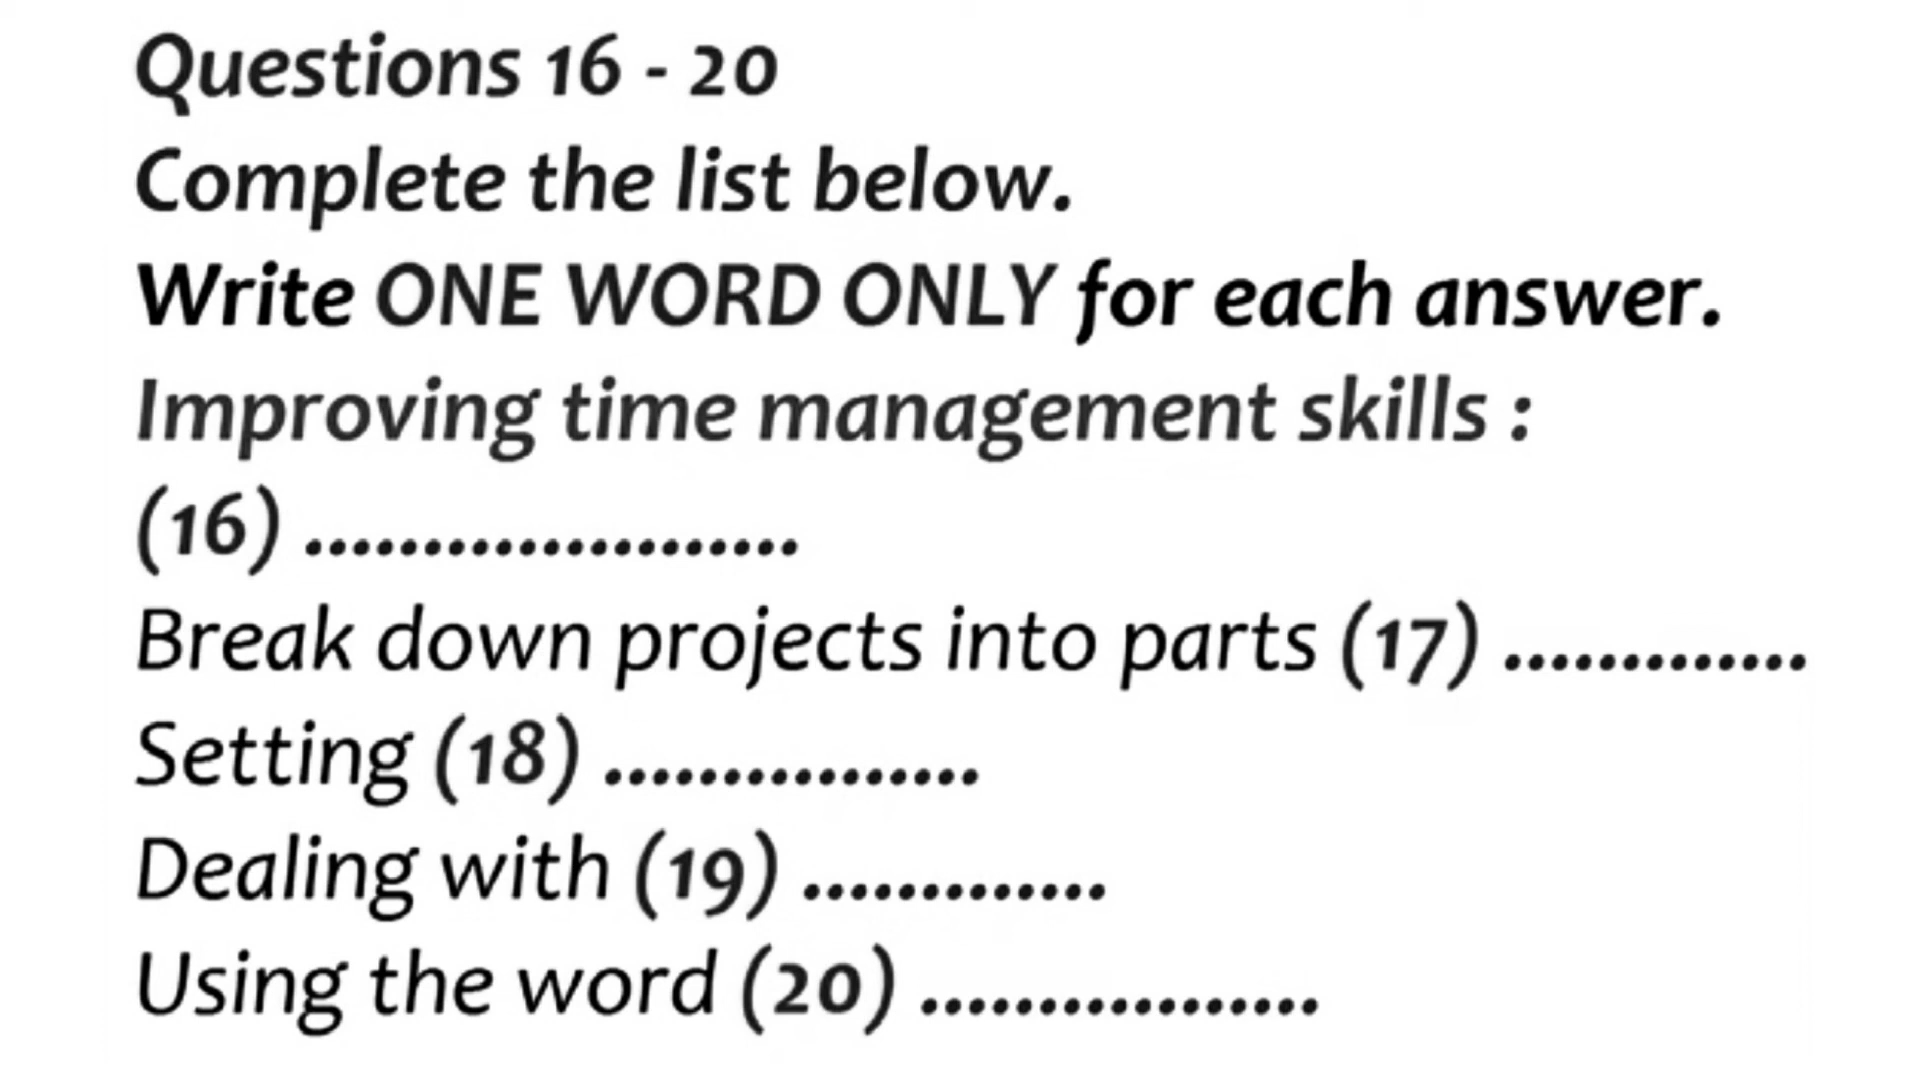 Questions 16 - 20
Complete the list below.
Write ONE WORD ONLY for each answer.
Improving time management skills :
(16) .....................
Break down projects into parts (17) .............
Setting (18) ................
Dealing with (19) .............
Using the word (20) .................